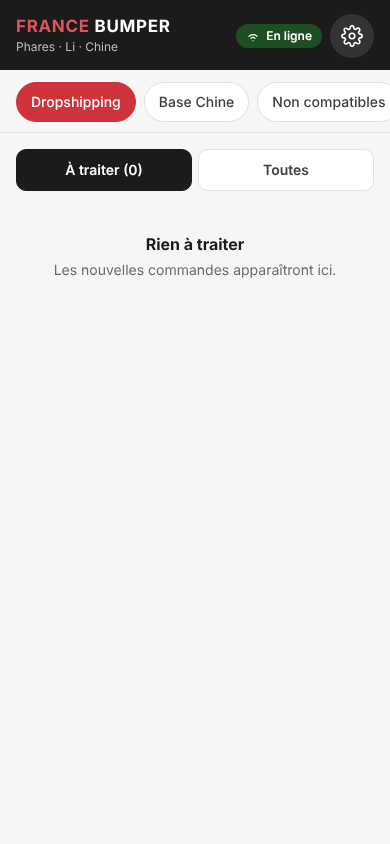 FRANCE BUMPER
Phares · Li · Chine
En ligne
Dropshipping
Base Chine
Non compatibles
À traiter (0)
Toutes
Rien à traiter
Les nouvelles commandes apparaîtront ici.